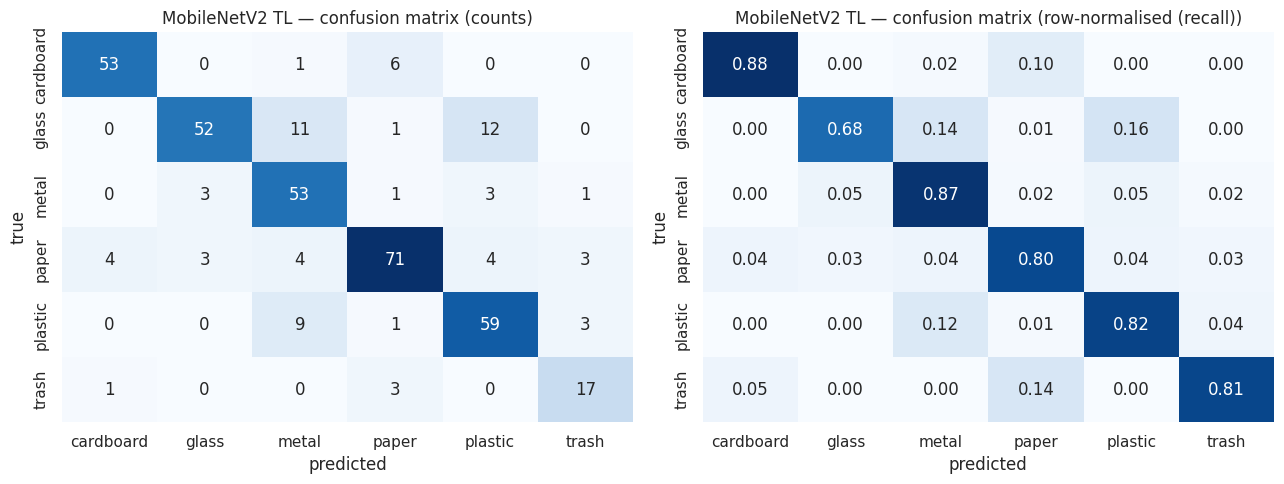 MobileNetV2 TL — confusion matrix (counts)
cardboard 53 0 1 6 0 0
glass 0 52 11 1 12 0
metal 0 3 53 1 3 1
paper 4 3 4 71 4 3
plastic 0 0 9 1 59 3
trash 1 0 0 3 0 17
true
cardboard glass metal paper plastic trash
predicted
MobileNetV2 TL — confusion matrix (row-normalised (recall))
cardboard 0.88 0.00 0.02 0.10 0.00 0.00
glass 0.00 0.68 0.14 0.01 0.16 0.00
metal 0.00 0.05 0.87 0.02 0.05 0.02
paper 0.04 0.03 0.04 0.80 0.04 0.03
plastic 0.00 0.00 0.12 0.01 0.82 0.04
trash 0.05 0.00 0.00 0.14 0.00 0.81
true
cardboard glass metal paper plastic trash
predicted